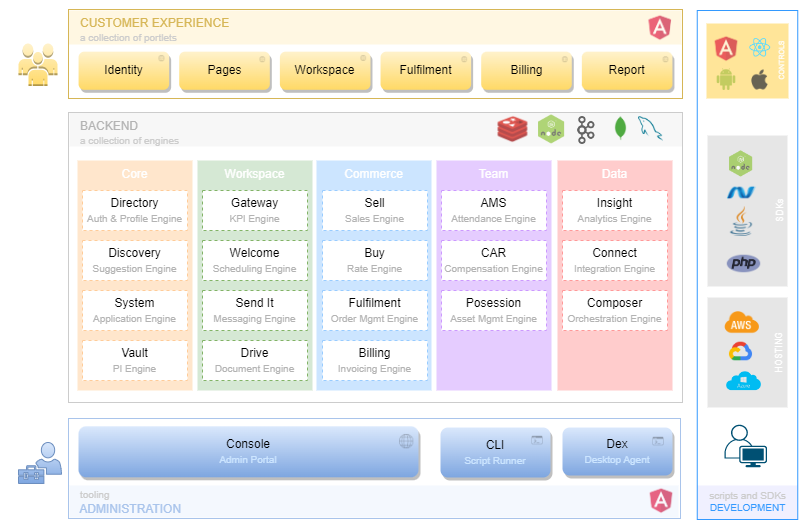 CUSTOMER EXPERIENCE
a collection of portlets
Identity
Pages
Workspace
Fulfilment
Billing
Report
BACKEND
a collection of engines
node
Core
Directory
Auth & Profile Engine
Discovery
Suggestion Engine
System
Application Engine
Vault
PI Engine
Workspace
Gateway
KPI Engine
Welcome
Scheduling Engine
Send It
Messaging Engine
Drive
Document Engine
Commerce
Sell
Sales Engine
Buy
Rate Engine
Fulfilment
Order Mgmt Engine
Billing
Invoicing Engine
Team
AMS
Attendance Engine
CAR
Compensation Engine
Posession
Asset Mgmt Engine
Data
Insight
Analytics Engine
Connect
Integration Engine
Composer
Orchestration Engine
Console
Admin Portal
CLI
Script Runner
Dex
Desktop Agent
tooling
ADMINISTRATION
CONTROLS
node
Java
php
SDKs
AWS
Azure
HOSTING
scripts and SDKs
DEVELOPMENT